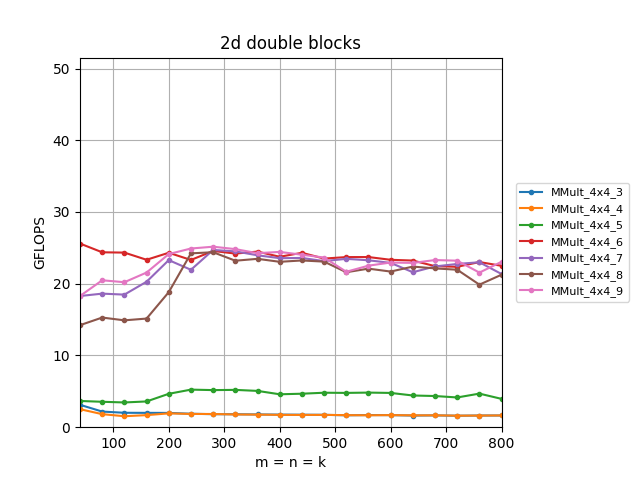 2d double blocks
GFLOPS
50
40
30
20
10
0
100 200 300 400 500 600 700 800
m = n = k
MMult_4x4_3
MMult_4x4_4
MMult_4x4_5
MMult_4x4_6
MMult_4x4_7
MMult_4x4_8
MMult_4x4_9